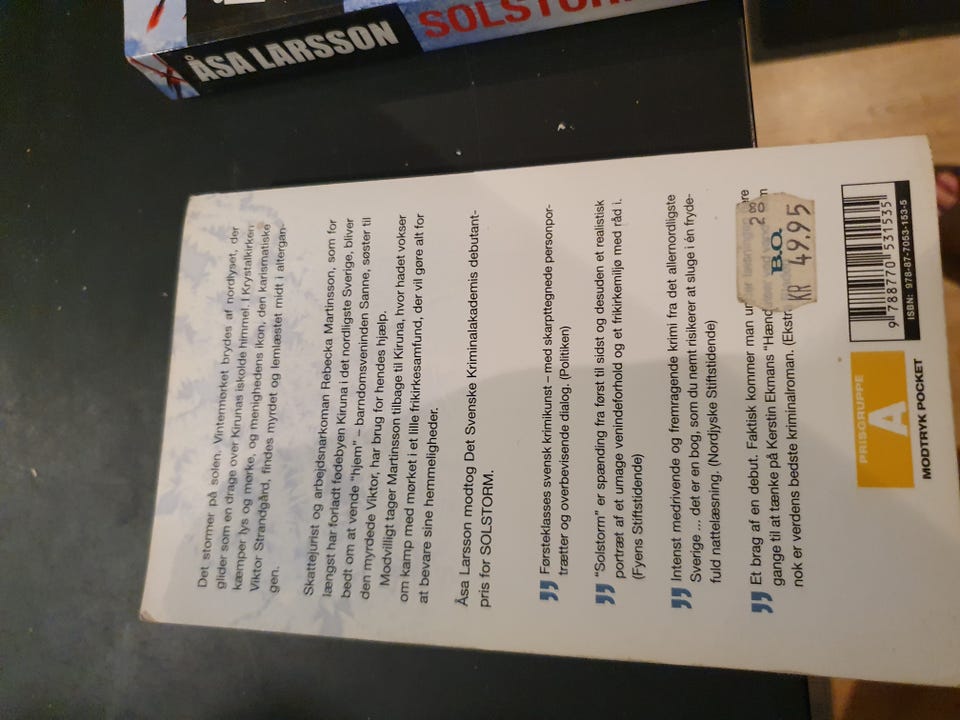 ÅSA LARSSON SOLSTORM
Det stormer på solen. Vintermørket brydes af nordlyset, der
glider som en drage over Kirunas iskolde himmel. I Krystalkirken
kæmper lys og mørke, og menighedens ikon, den karismatiske
Viktor Strandgård, findes myrdet og lemlæstet midt i altergan-
gen.
Skattejurist og arbejdsnarkoman Rebecka Martinsson, som for
længst har forladt fødebyen Kiruna i det nordligste Sverige, bliver
bedt om at vende "hjem" – barndomsveninden Sanne, søster til
den myrdede Viktor, har brug for hendes hjælp.
Modvilligt tager Martinsson tilbage til Kiruna, hvor hadet vokser
om kamp med mørket i et lille frikirkesamfund, der vil gøre alt for
at bevare sine hemmeligheder.
Åsa Larsson modtog Det Svenske Kriminalakademis debutant-
pris for SOLSTORM.
Førsteklasses svensk krimikunst – med skarpttegnede personpor-
trætter og overbevisende dialog. (Politiken)
"Solstorm" er spænding fra først til sidst og desuden et realistisk
portræt af et umage venindeforhold og et frikirkemiljø med råd i.
(Fyens Stiftstidende)
Intenst medrivende og fremragende krimi fra det allernordligste
Sverige ... det er en bog, som du nemt risikerer at sluge i én fryde-
fuld nattelæsning. (Nordjyske Stiftstidende)
Et brag af en debut. Faktisk kommer man un
gange til at tænke på Kerstin Ekmans "Hænd
nok er verdens bedste kriminalroman. (Ekstr
B.O.
KR 49.95
PRISGRUPPE
A
MODTRYK POCKET
9 788770 531535
ISBN: 978-87-7053-153-5